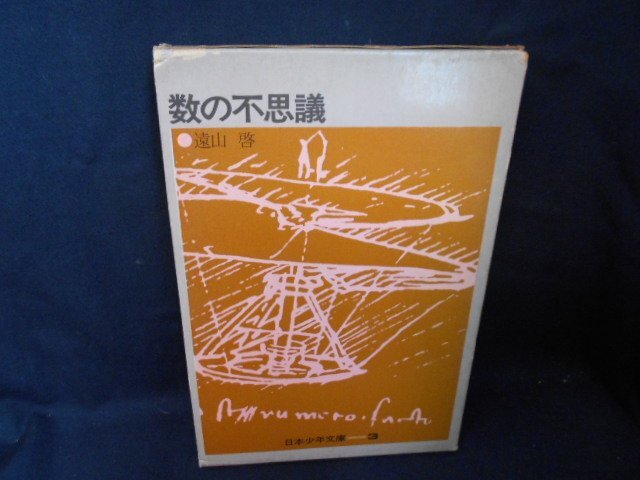 数の不思議
●遠山 啓
日本少年文庫—3